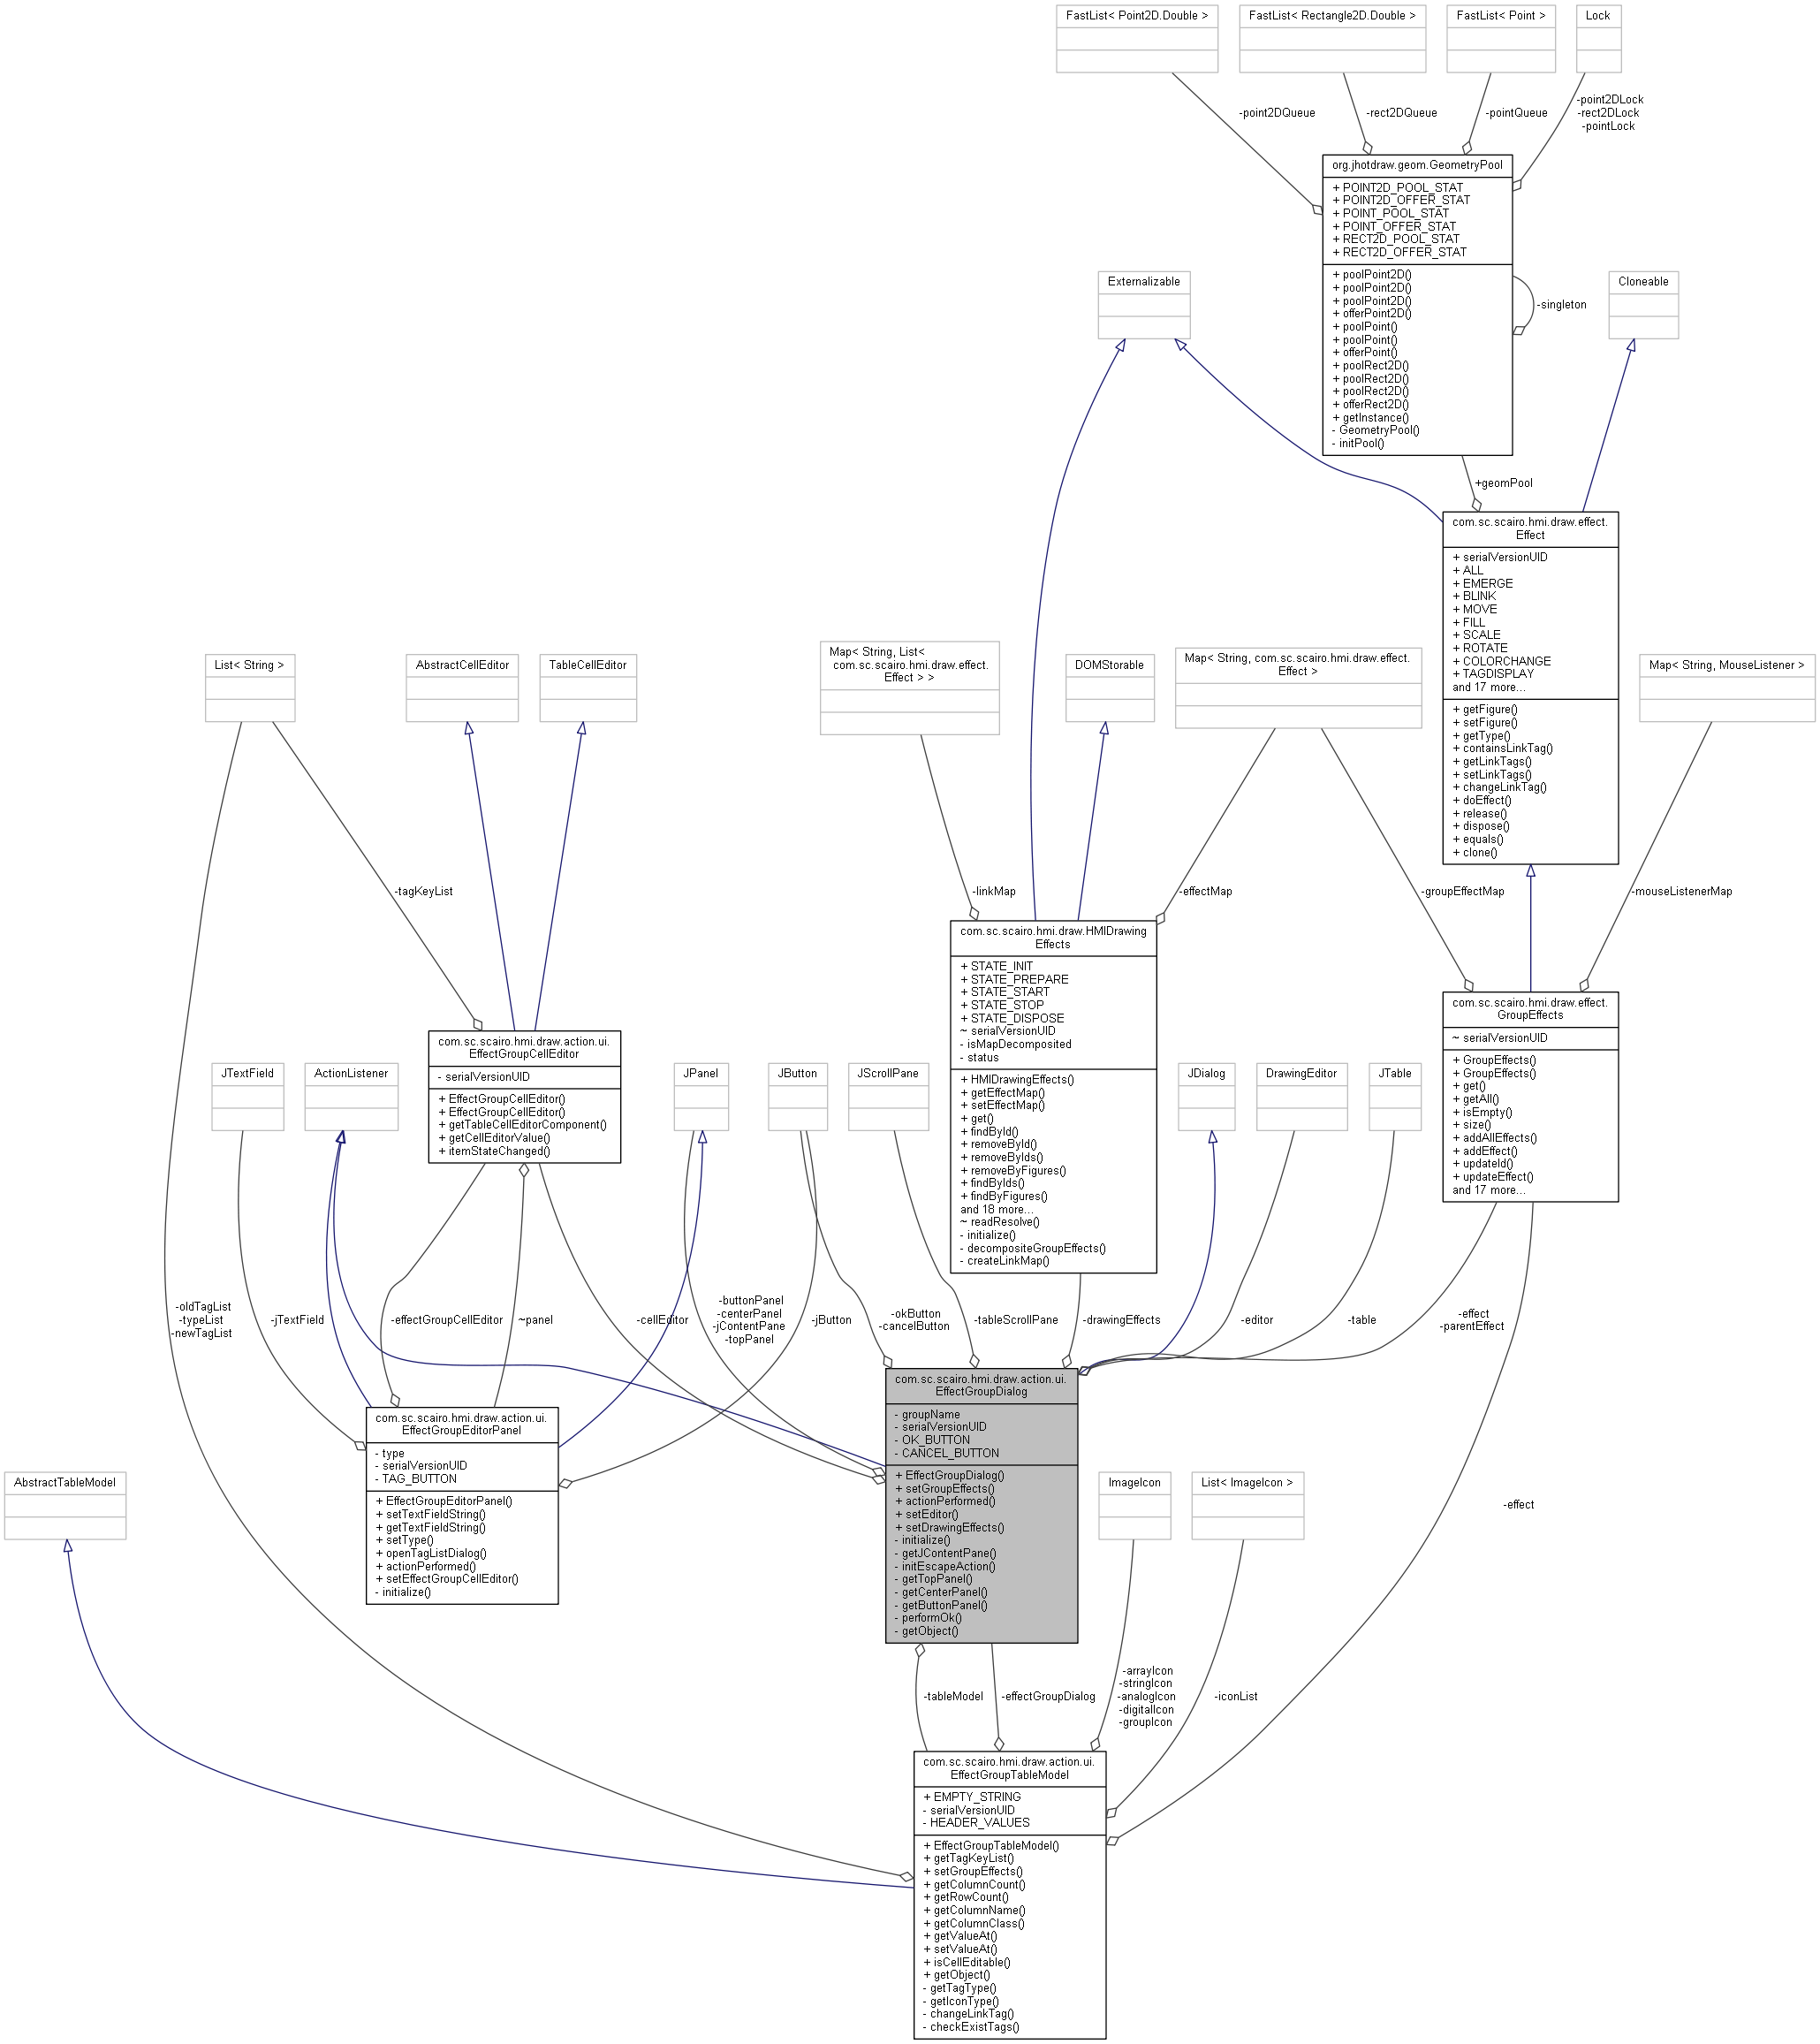 FastList< Point2D.Double >
FastList< Rectangle2D.Double >
FastList< Point >
Lock
-point2DQueue
-rect2DQueue
-pointQueue
-point2DLock
-rect2DLock
-pointLock
org.jhotdraw.geom.GeometryPool
+ POINT2D_POOL_STAT
+ POINT2D_OFFER_STAT
+ POINT_POOL_STAT
+ POINT_OFFER_STAT
+ RECT2D_POOL_STAT
+ RECT2D_OFFER_STAT
+ poolPoint2D()
+ poolPoint2D()
+ poolPoint2D()
+ offerPoint2D()
+ poolPoint()
+ poolPoint()
+ offerPoint()
+ poolRect2D()
+ poolRect2D()
+ poolRect2D()
+ offerRect2D()
+ getInstance()
- GeometryPool()
- initPool()
-singleton
Externalizable
Cloneable
+geomPool
com.sc.scairo.hmi.draw.effect.
Effect
+ serialVersionUID
+ ALL
+ EMERGE
+ BLINK
+ MOVE
+ FILL
+ SCALE
+ ROTATE
+ COLORCHANGE
+ TAGDISPLAY
and 17 more...
+ getFigure()
+ setFigure()
+ getType()
+ containsLinkTag()
+ getLinkTags()
+ setLinkTags()
+ changeLinkTag()
+ doEffect()
+ release()
+ dispose()
+ equals()
+ clone()
List< String >
AbstractCellEditor
TableCellEditor
Map< String, List<
com.sc.scairo.hmi.draw.effect.
Effect > >
DOMStorable
Map< String, com.sc.scairo.hmi.draw.effect.
Effect >
Map< String, MouseListener >
-tagKeyList
-linkMap
-effectMap
-groupEffectMap
-mouseListenerMap
com.sc.scairo.hmi.draw.HMIDrawing
Effects
+ STATE_INIT
+ STATE_PREPARE
+ STATE_START
+ STATE_STOP
+ STATE_DISPOSE
~ serialVersionUID
- isMapDecomposited
- status
+ HMIDrawingEffects()
+ getEffectMap()
+ setEffectMap()
+ get()
+ findById()
+ removeById()
+ removeByIds()
+ removeByFigures()
+ findByIds()
+ findByFigures()
and 18 more...
~ readResolve()
- initialize()
- decompositeGroupEffects()
- createLinkMap()
com.sc.scairo.hmi.draw.effect.
GroupEffects
~ serialVersionUID
+ GroupEffects()
+ GroupEffects()
+ get()
+ getAll()
+ isEmpty()
+ size()
+ addAllEffects()
+ addEffect()
+ updateId()
+ updateEffect()
and 17 more...
com.sc.scairo.hmi.draw.action.ui.
EffectGroupCellEditor
- serialVersionUID
+ EffectGroupCellEditor()
+ EffectGroupCellEditor()
+ getTableCellEditorComponent()
+ getCellEditorValue()
+ itemStateChanged()
JTextField
ActionListener
JPanel
JButton
JScrollPane
JDialog
DrawingEditor
JTable
-oldTagList
-typeList
-newTagList
-jTextField
-effectGroupCellEditor
~panel
-cellEditor
-buttonPanel
-centerPanel
-jContentPane
-topPanel
-jButton
-okButton
-cancelButton
-tableScrollPane
-drawingEffects
-editor
-table
-effect
-parentEffect
com.sc.scairo.hmi.draw.action.ui.
EffectGroupDialog
- groupName
- serialVersionUID
- OK_BUTTON
- CANCEL_BUTTON
+ EffectGroupDialog()
+ setGroupEffects()
+ actionPerformed()
+ setEditor()
+ setDrawingEffects()
- initialize()
- getJContentPane()
- initEscapeAction()
- getTopPanel()
- getCenterPanel()
- getButtonPanel()
- performOk()
- getObject()
com.sc.scairo.hmi.draw.action.ui.
EffectGroupEditorPanel
- type
- serialVersionUID
- TAG_BUTTON
+ EffectGroupEditorPanel()
+ setTextFieldString()
+ getTextFieldString()
+ setType()
+ openTagListDialog()
+ actionPerformed()
+ setEffectGroupCellEditor()
- initialize()
AbstractTableModel
ImageIcon
List< ImageIcon >
-effect
-tableModel
-effectGroupDialog
-arrayIcon
-stringIcon
-analogIcon
-digitalIcon
-groupIcon
-iconList
com.sc.scairo.hmi.draw.action.ui.
EffectGroupTableModel
+ EMPTY_STRING
- serialVersionUID
- HEADER_VALUES
+ EffectGroupTableModel()
+ getTagKeyList()
+ setGroupEffects()
+ getColumnCount()
+ getRowCount()
+ getColumnName()
+ getColumnClass()
+ getValueAt()
+ setValueAt()
+ isCellEditable()
+ getObject()
- getTagType()
- getIconType()
- changeLinkTag()
- checkExistTags()